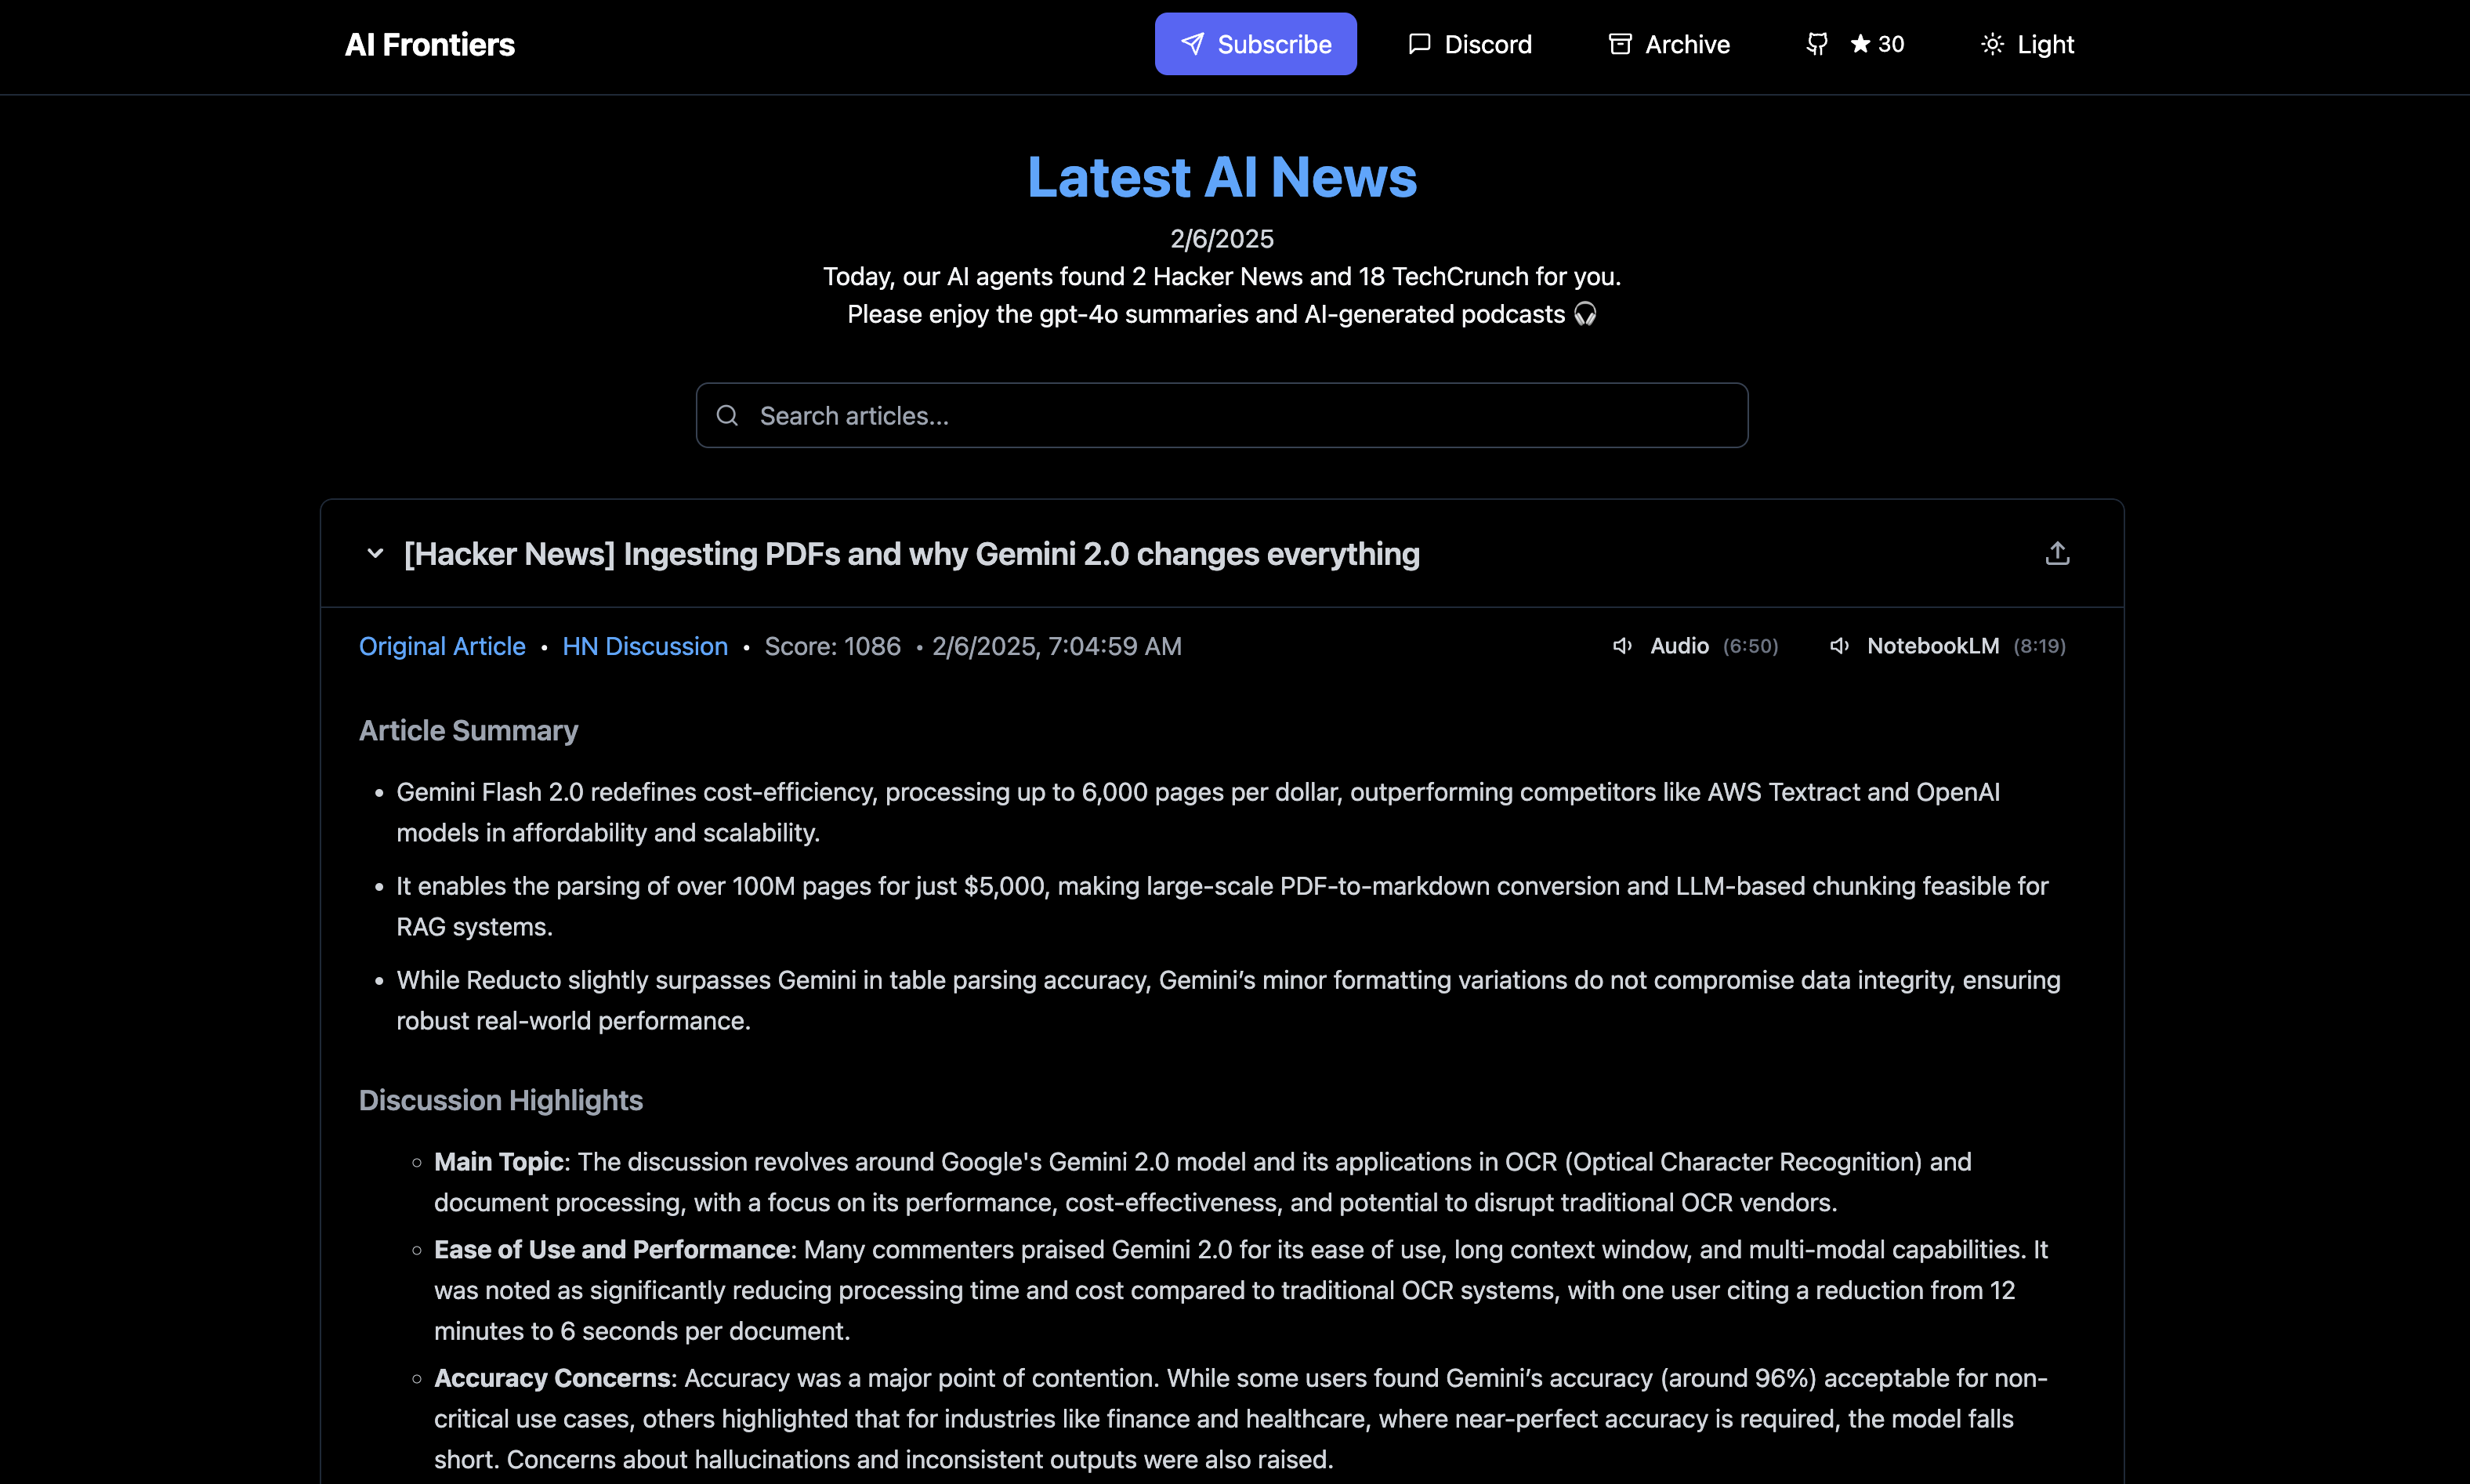 AI Frontiers
Subscribe
Discord
Archive
★ 30
Light
Latest AI News
2/6/2025
Today, our AI agents found 2 Hacker News and 18 TechCrunch for you.
Please enjoy the gpt-4o summaries and AI-generated podcasts 🎧
Search articles...
[Hacker News] Ingesting PDFs and why Gemini 2.0 changes everything
Original Article • HN Discussion • Score: 1086 • 2/6/2025, 7:04:59 AM
Audio (6:50)
NotebookLM (8:19)
Article Summary
• Gemini Flash 2.0 redefines cost-efficiency, processing up to 6,000 pages per dollar, outperforming competitors like AWS Textract and OpenAI
models in affordability and scalability.
• It enables the parsing of over 100M pages for just $5,000, making large-scale PDF-to-markdown conversion and LLM-based chunking feasible for
RAG systems.
• While Reducto slightly surpasses Gemini in table parsing accuracy, Gemini’s minor formatting variations do not compromise data integrity, ensuring
robust real-world performance.
Discussion Highlights
◦ Main Topic: The discussion revolves around Google's Gemini 2.0 model and its applications in OCR (Optical Character Recognition) and
document processing, with a focus on its performance, cost-effectiveness, and potential to disrupt traditional OCR vendors.
◦ Ease of Use and Performance: Many commenters praised Gemini 2.0 for its ease of use, long context window, and multi-modal capabilities. It
was noted as significantly reducing processing time and cost compared to traditional OCR systems, with one user citing a reduction from 12
minutes to 6 seconds per document.
◦ Accuracy Concerns: Accuracy was a major point of contention. While some users found Gemini’s accuracy (around 96%) acceptable for non-
critical use cases, others highlighted that for industries like finance and healthcare, where near-perfect accuracy is required, the model falls
short. Concerns about hallucinations and inconsistent outputs were also raised.